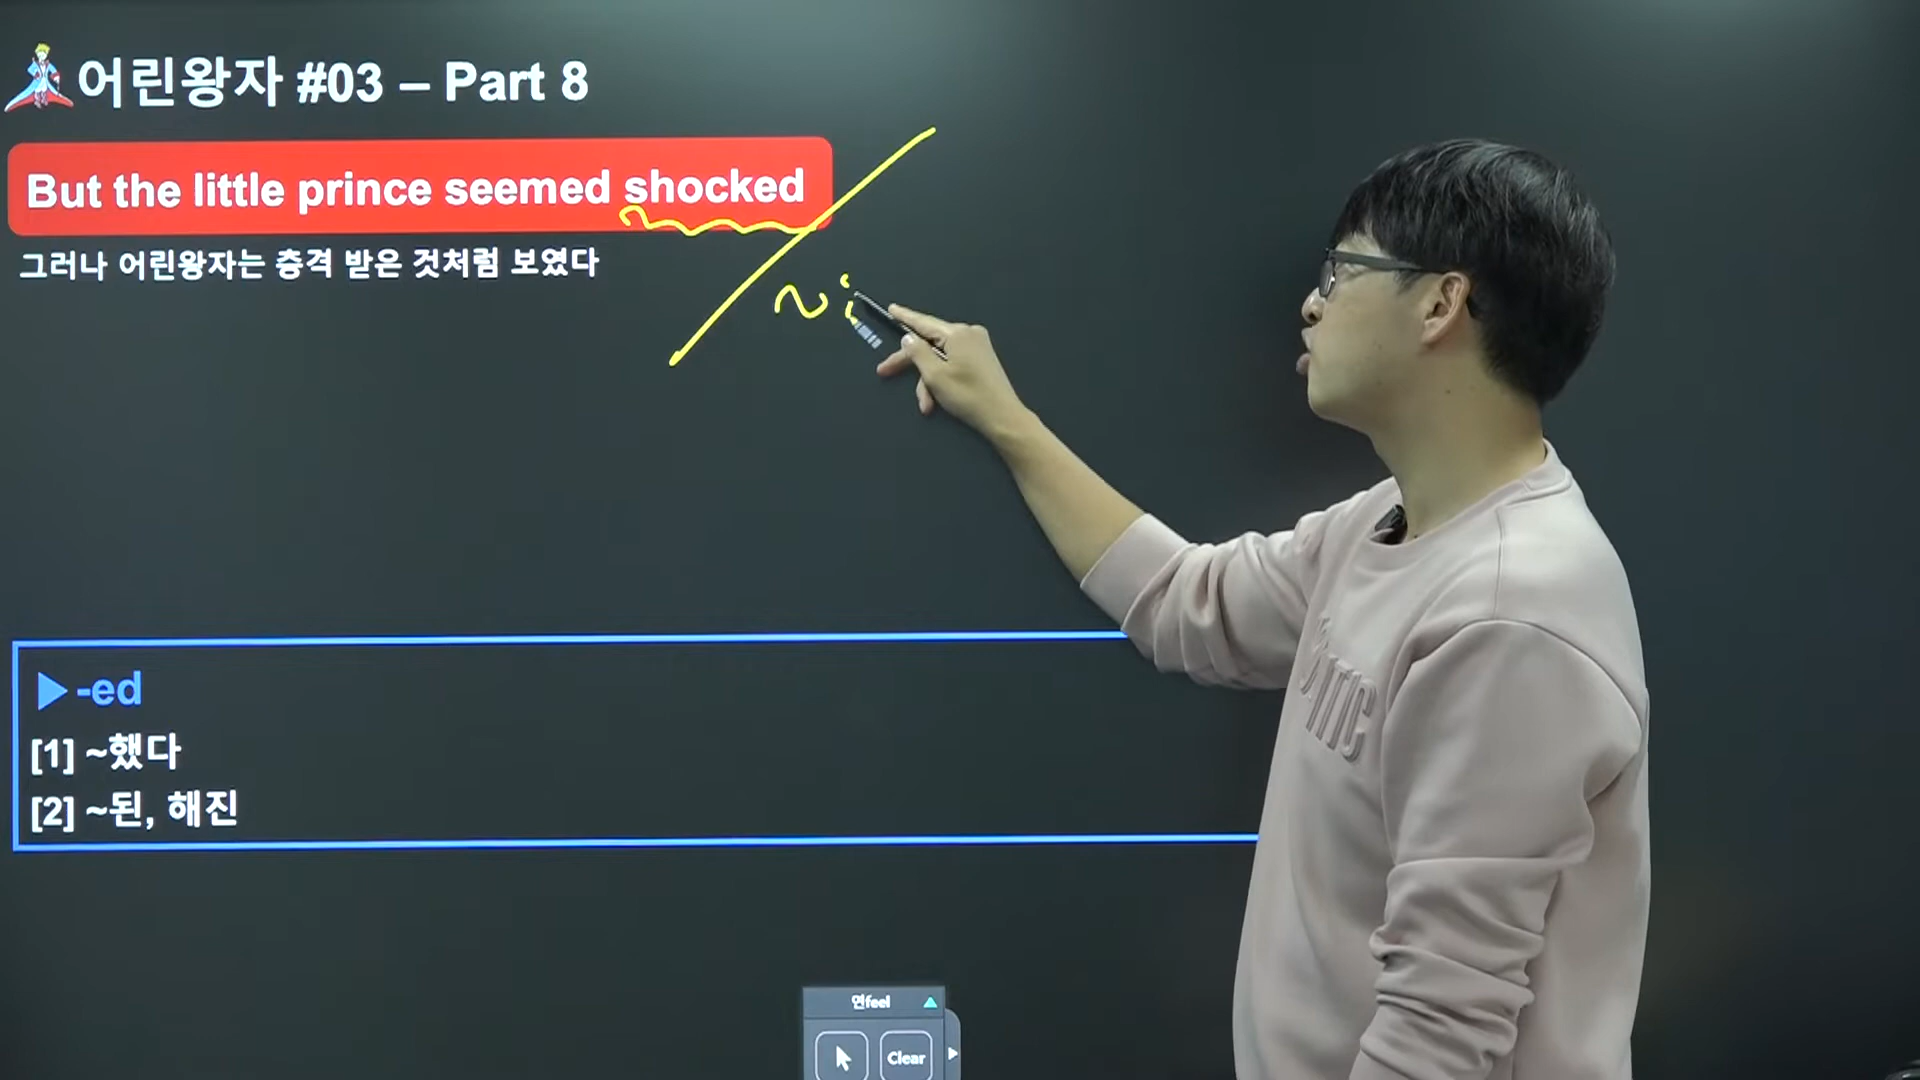 어린왕자 #03 – Part 8
But the little prince seemed shocked
그러나 어린왕자는 충격 받은 것처럼 보였다
▶ -ed
[1] ~했다
[2] ~된, 해진
연feel
Clear